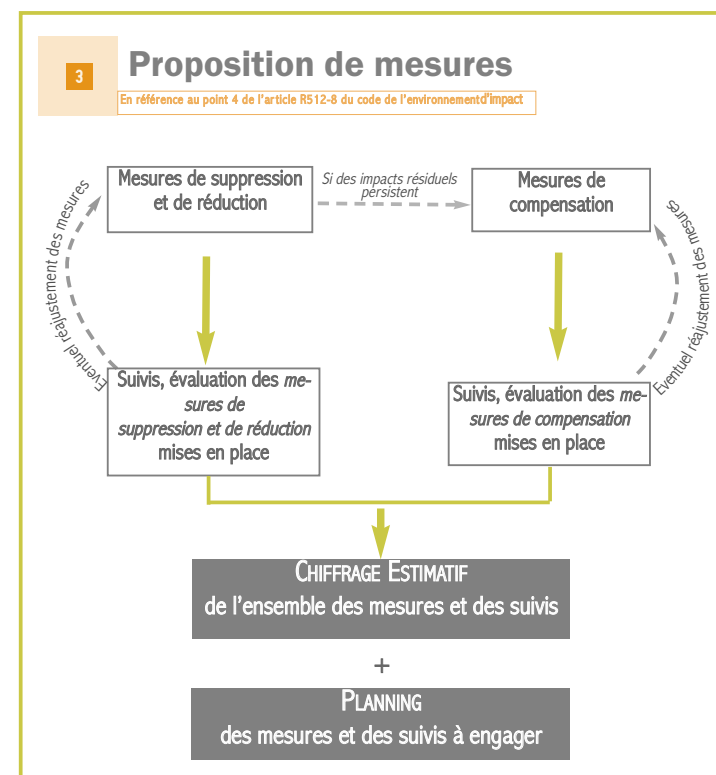 3
Proposition de mesures
En référence au point 4 de l'article R512-8 du code de l'environnementd'impact
Mesures de suppression
et de réduction
Si des impacts résiduels
persistent
Mesures de
compensation
Eventuel réajustement des mesures
Eventuel réajustement des mesures
Suivis, évaluation des me-
sures de
suppression et de réduction
mises en place
Suivis, évaluation des me-
sures de compensation
mises en place
CHIFFRAGE ESTIMATIF
de l'ensemble des mesures et des suivis
+
PLANNING
des mesures et des suivis à engager